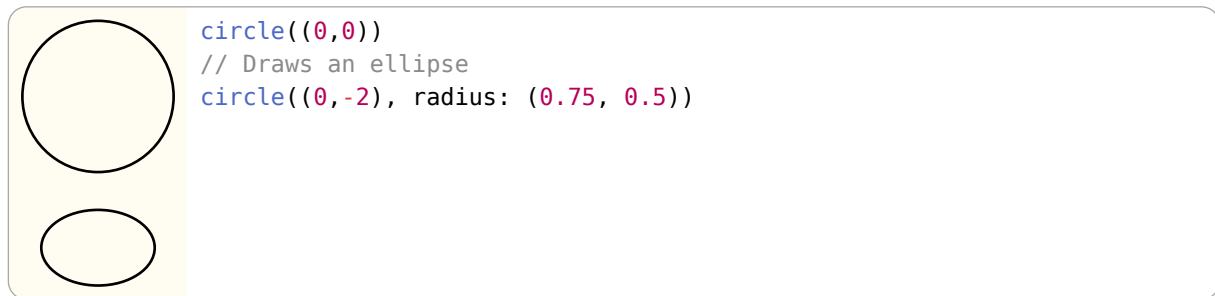 circle((0,0))
// Draws an ellipse
circle((0,-2), radius: (0.75, 0.5))